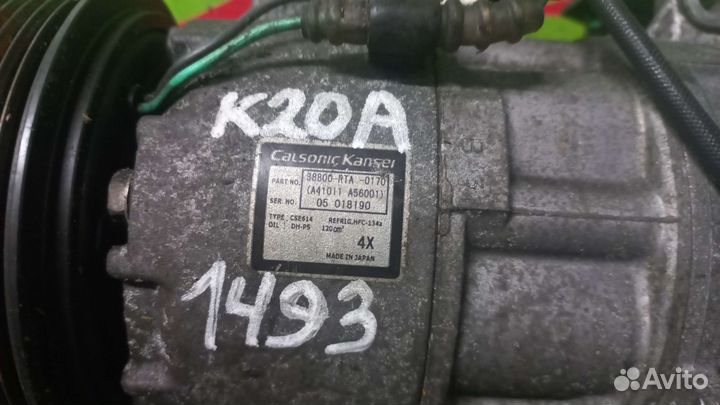 K20A
Calsonic Kansei
PART NO. 38800-RTA -0170
(A41011 A56001)
SER NO. 05 018190
TYPE : CSE614 REFRIG.HFC-134a
OIL : DH-PS 120cm³
4X
MADE IN JAPAN
1493
Avito